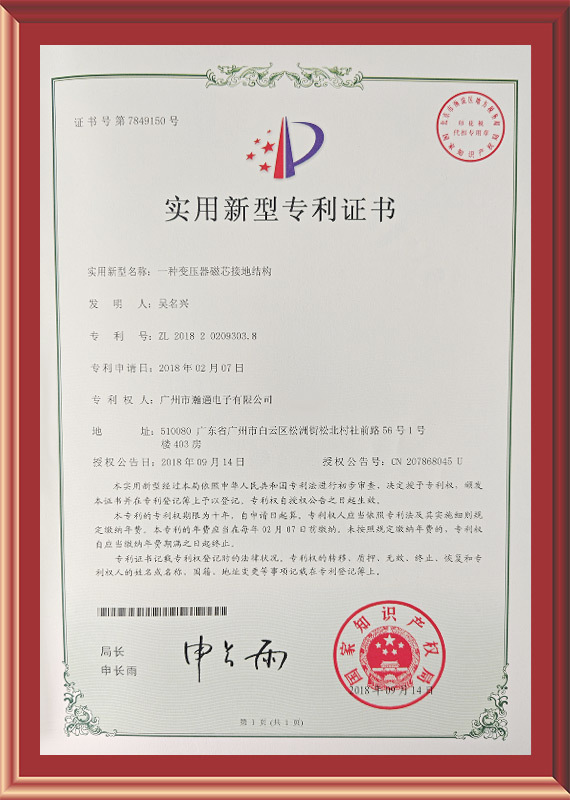 证书号第7849150号
实用新型专利证书
实用新型名称：一种变压器磁芯接地结构
发明人：吴名兴
专利号：ZL 2018 2 0209303.8
专利申请日：2018年02月07日
专利权人：广州市瀚通电子有限公司
地址：510080 广东省广州市白云区松洲街松北村社前路56号1号
楼403房
授权公告日：2018年09月14日 授权公告号：CN 207868045 U
本实用新型经过本局依照中华人民共和国专利法进行初步审查，决定授予专利权，颁发
本证书并在专利登记簿上予以登记。专利权自授权公告之日起生效。
本专利的专利权期限为十年，自申请日起算。专利权人应当依照专利法及其实施细则规
定缴纳年费。本专利的年费应当在每年02月07日前缴纳。未按照规定缴纳年费的，专利权
自应当缴纳年费期满之日起终止。
专利证书记载专利权登记时的法律状况。专利权的转移、质押、无效、终止、恢复和专
利权人的姓名或名称、国籍、地址变更等事项记载在专利登记簿上。
局长
申长雨
申长雨
国家知识产权局
2018年09月14日
第1页（共1页）